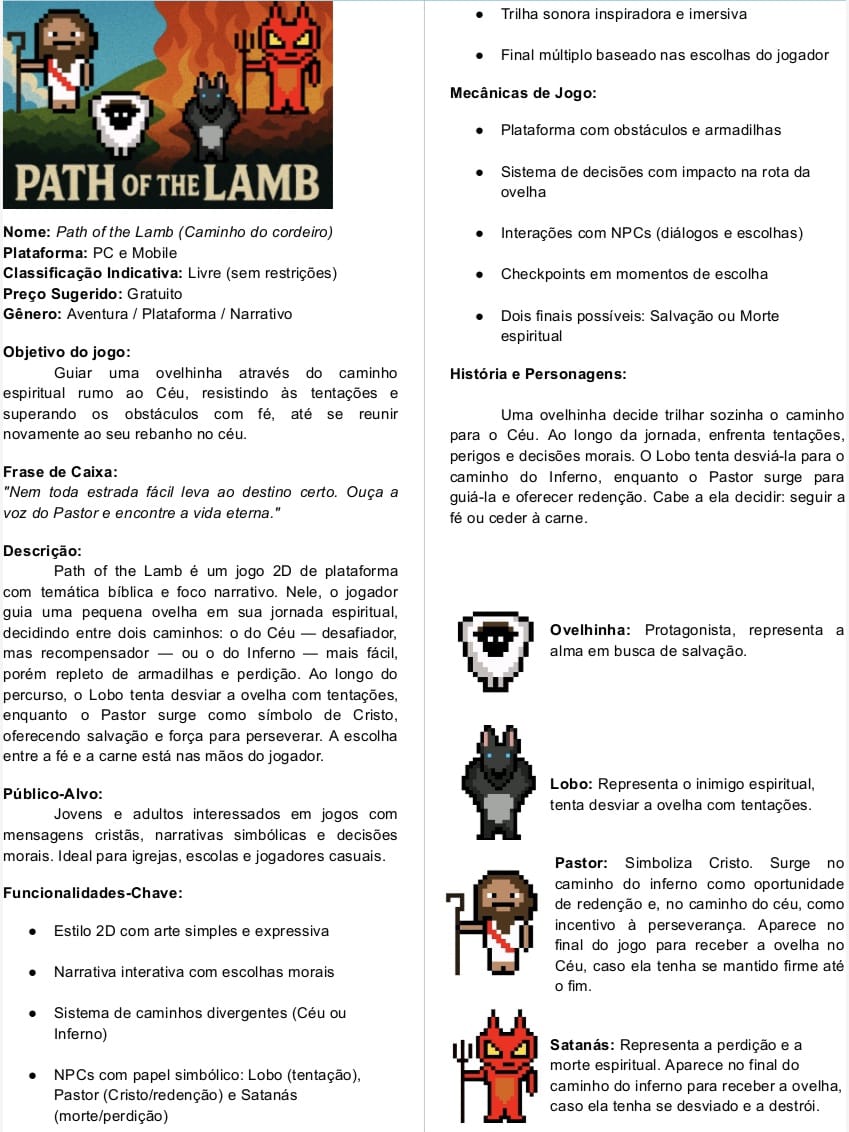 PATH OF THE LAMB
Nome: Path of the Lamb (Caminho do cordeiro)
Plataforma: PC e Mobile
Classificação Indicativa: Livre (sem restrições)
Preço Sugerido: Gratuito
Gênero: Aventura / Plataforma / Narrativo
Objetivo do jogo:
Guiar uma ovelhinha através do caminho
espiritual rumo ao Céu, resistindo às tentações e
superando os obstáculos com fé, até se reunir
novamente ao seu rebanho no céu.
Frase de Caixa:
"Nem toda estrada fácil leva ao destino certo. Ouça a
voz do Pastor e encontre a vida eterna."
Descrição:
Path of the Lamb é um jogo 2D de plataforma
com temática bíblica e foco narrativo. Nele, o jogador
guia uma pequena ovelha em sua jornada espiritual,
decidindo entre dois caminhos: o do Céu — desafiador,
mas recompensador — ou o do Inferno — mais fácil,
porém repleto de armadilhas e perdição. Ao longo do
percurso, o Lobo tenta desviar a ovelha com tentações,
enquanto o Pastor surge como símbolo de Cristo,
oferecendo salvação e força para perseverar. A escolha
entre a fé e a carne está nas mãos do jogador.
Público-Alvo:
Jovens e adultos interessados em jogos com
mensagens cristãs, narrativas simbólicas e decisões
morais. Ideal para igrejas, escolas e jogadores casuais.
Funcionalidades-Chave:
● Estilo 2D com arte simples e expressiva
● Narrativa interativa com escolhas morais
● Sistema de caminhos divergentes (Céu ou
Inferno)
● NPCs com papel simbólico: Lobo (tentação),
Pastor (Cristo/redenção) e Satanás
(morte/perdição)
● Trilha sonora inspiradora e imersiva
● Final múltiplo baseado nas escolhas do jogador
Mecânicas de Jogo:
● Plataforma com obstáculos e armadilhas
● Sistema de decisões com impacto na rota da
ovelha
● Interações com NPCs (diálogos e escolhas)
● Checkpoints em momentos de escolha
● Dois finais possíveis: Salvação ou Morte
espiritual
História e Personagens:
Uma ovelhinha decide trilhar sozinha o caminho
para o Céu. Ao longo da jornada, enfrenta tentações,
perigos e decisões morais. O Lobo tenta desviá-la para o
caminho do Inferno, enquanto o Pastor surge para
guiá-la e oferecer redenção. Cabe a ela decidir: seguir a
fé ou ceder à carne.
Ovelhinha: Protagonista, representa a
alma em busca de salvação.
Lobo: Representa o inimigo espiritual,
tenta desviar a ovelha com tentações.
Pastor: Simboliza Cristo. Surge no
caminho do inferno como oportunidade
de redenção e, no caminho do céu, como
incentivo à perseverança. Aparece no
final do jogo para receber a ovelha no
Céu, caso ela tenha se mantido firme até
o fim.
Satanás: Representa a perdição e a
morte espiritual. Aparece no final do
caminho do inferno para receber a ovelha,
caso ela tenha se desviado e a destrói.